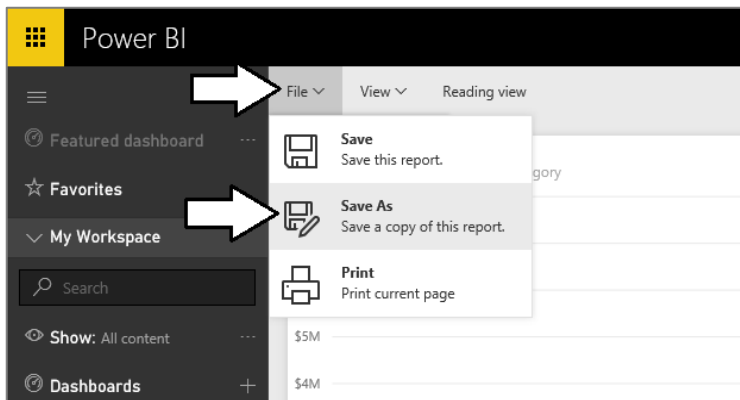 Power BI
File View Reading view
Featured dashboard ...
Favorites
My Workspace
Search
Show: All content ...
Dashboards +
Save
Save this report.
Save As
Save a copy of this report.
Print
Print current page
gory
$5M
$4M